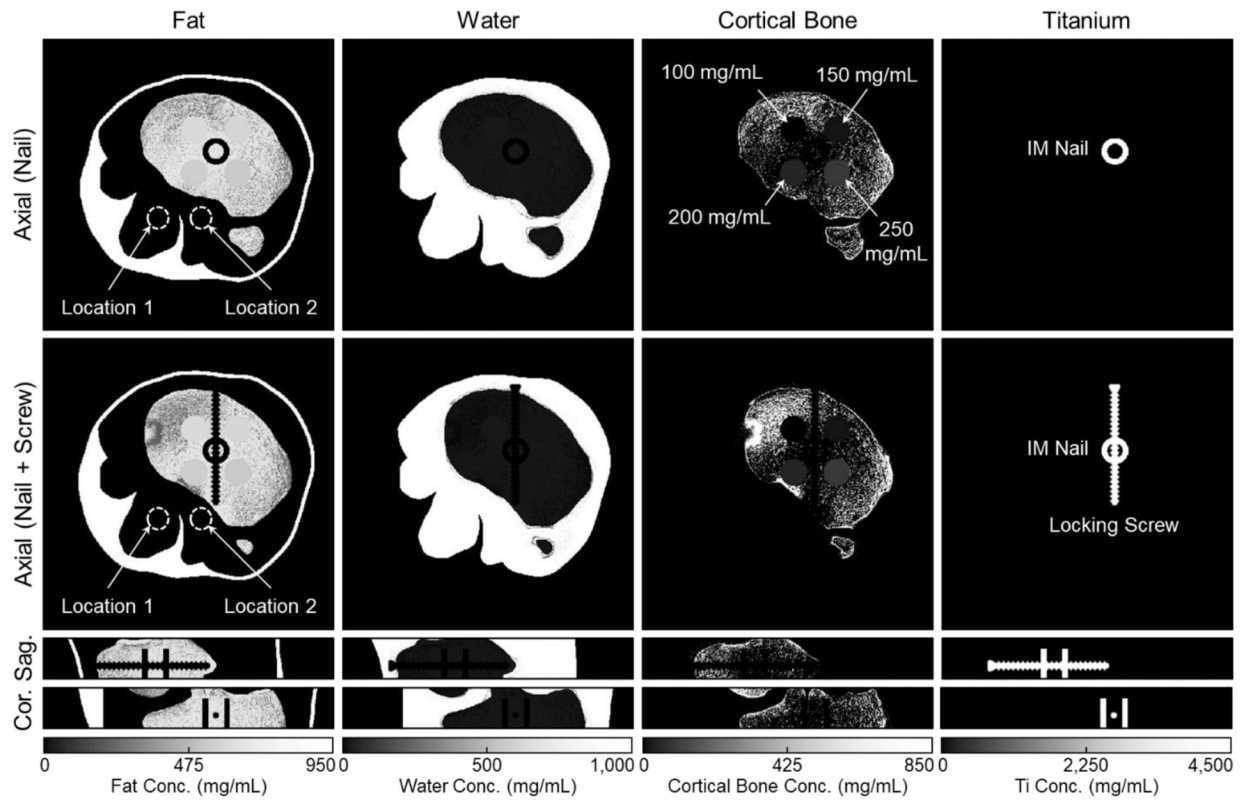 Fat
Water
Cortical Bone
Titanium
Axial (Nail)
Location 1
Location 2
100 mg/mL
150 mg/mL
200 mg/mL
250
mg/mL
IM Nail
Axial (Nail + Screw)
Location 1
Location 2
IM Nail
Locking Screw
Sag.
Cor.
0
475
950
Fat Conc. (mg/mL)
0
500
1,000
Water Conc. (mg/mL)
0
425
850
Cortical Bone Conc. (mg/mL)
0
2,250
4,500
Ti Conc. (mg/mL)